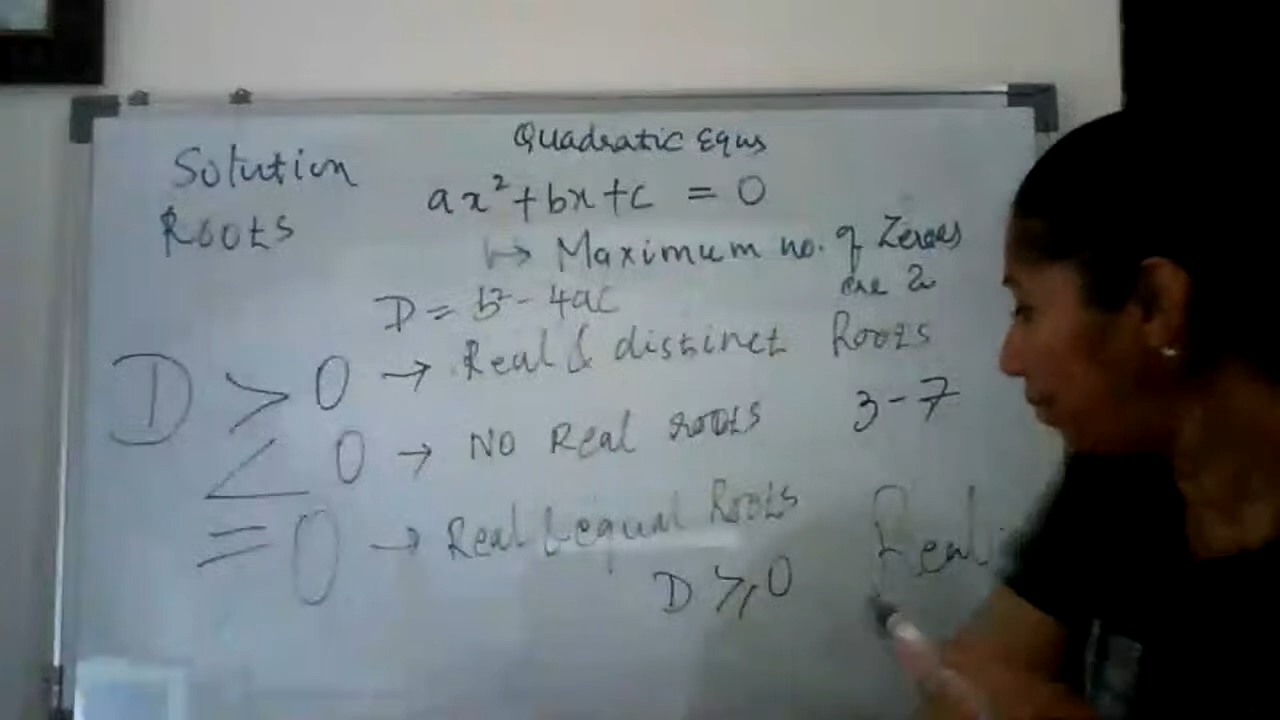 Quadratic Equs
Solution
Roots
ax²+bx+c = 0
↳ Maximum no. of Zeroes
are 2
D = b² - 4ac
D > 0 → Real & distinct Roots
< 0 → No Real roots
3-7
= 0 → Real & equal Roots
Real
D ⩾ 0